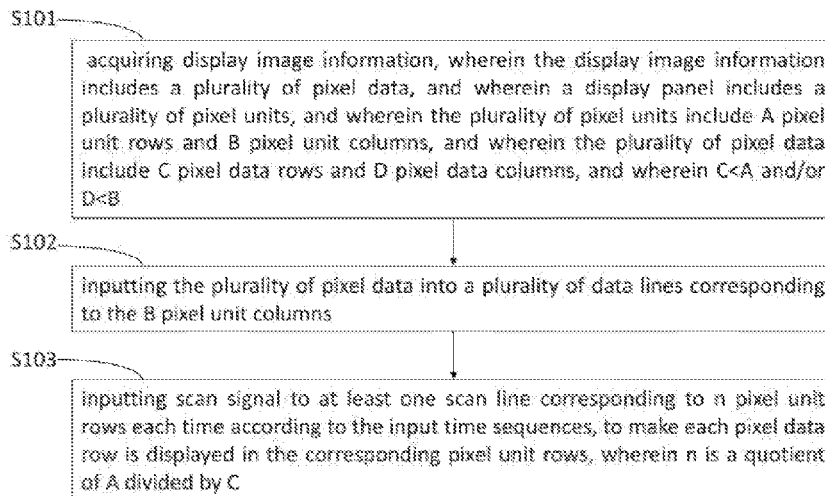 S101
acquiring display image information, wherein the display image information
includes a plurality of pixel data, and wherein a display panel includes a
plurality of pixel units, and wherein the plurality of pixel units include A pixel
unit rows and B pixel unit columns, and wherein the plurality of pixel data
include C pixel data rows and D pixel data columns, and wherein C<A and/or
D<B
S102
inputting the plurality of pixel data into a plurality of data lines corresponding
to the B pixel unit columns
S103
inputting scan signal to at least one scan line corresponding to n pixel unit
rows each time according to the input time sequences, to make each pixel data
row is displayed in the corresponding pixel unit rows, wherein n is a quotient
of A divided by C